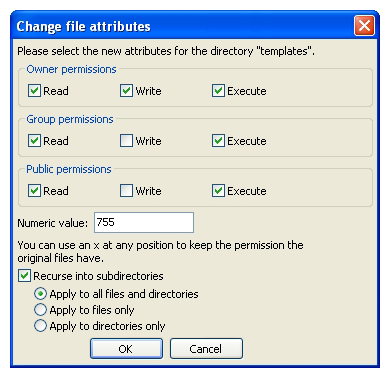 Change file attributes
Please select the new attributes for the directory "templates".
Owner permissions
Read Write Execute
Group permissions
Read Write Execute
Public permissions
Read Write Execute
Numeric value: 755
You can use an x at any position to keep the permission the
original files have.
Recurse into subdirectories
Apply to all files and directories
Apply to files only
Apply to directories only
OK Cancel